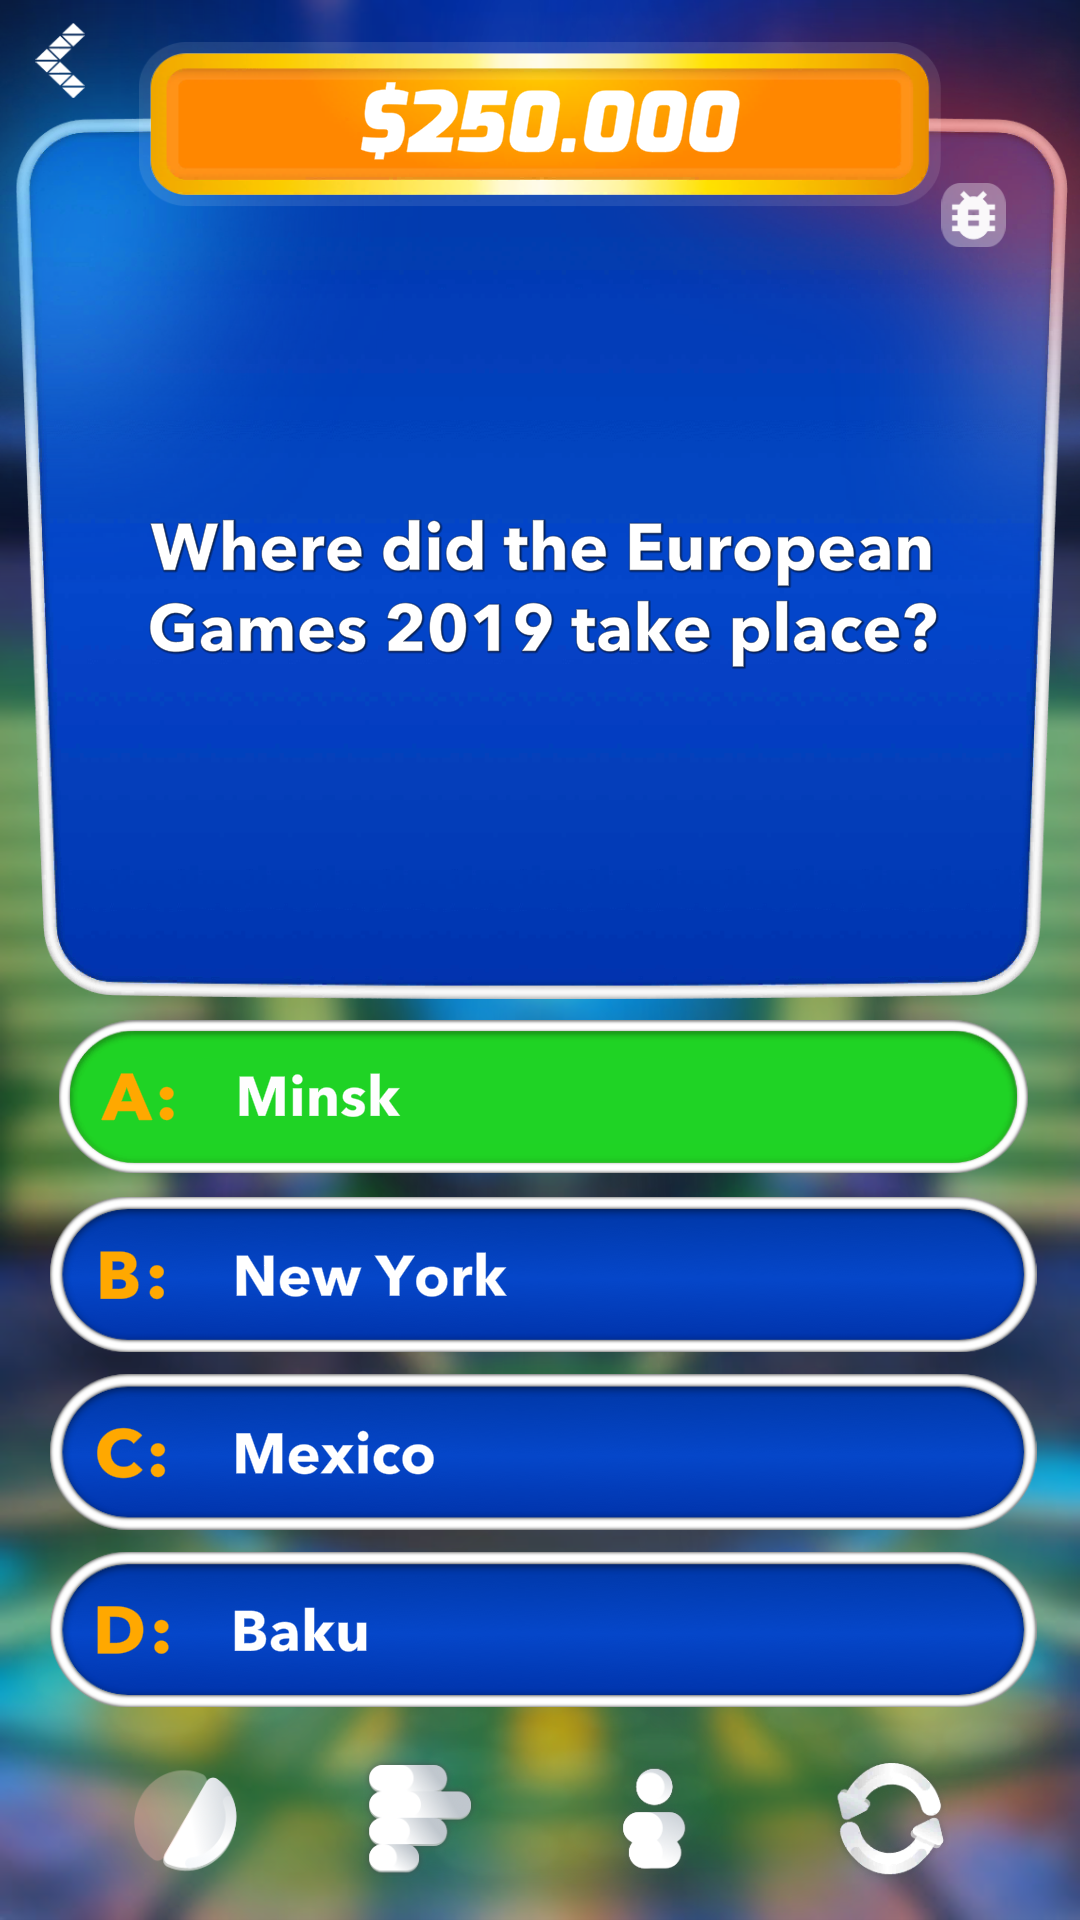 $250.000
Where did the European
Games 2019 take place?
A: Minsk
B: New York
C: Mexico
D: Baku